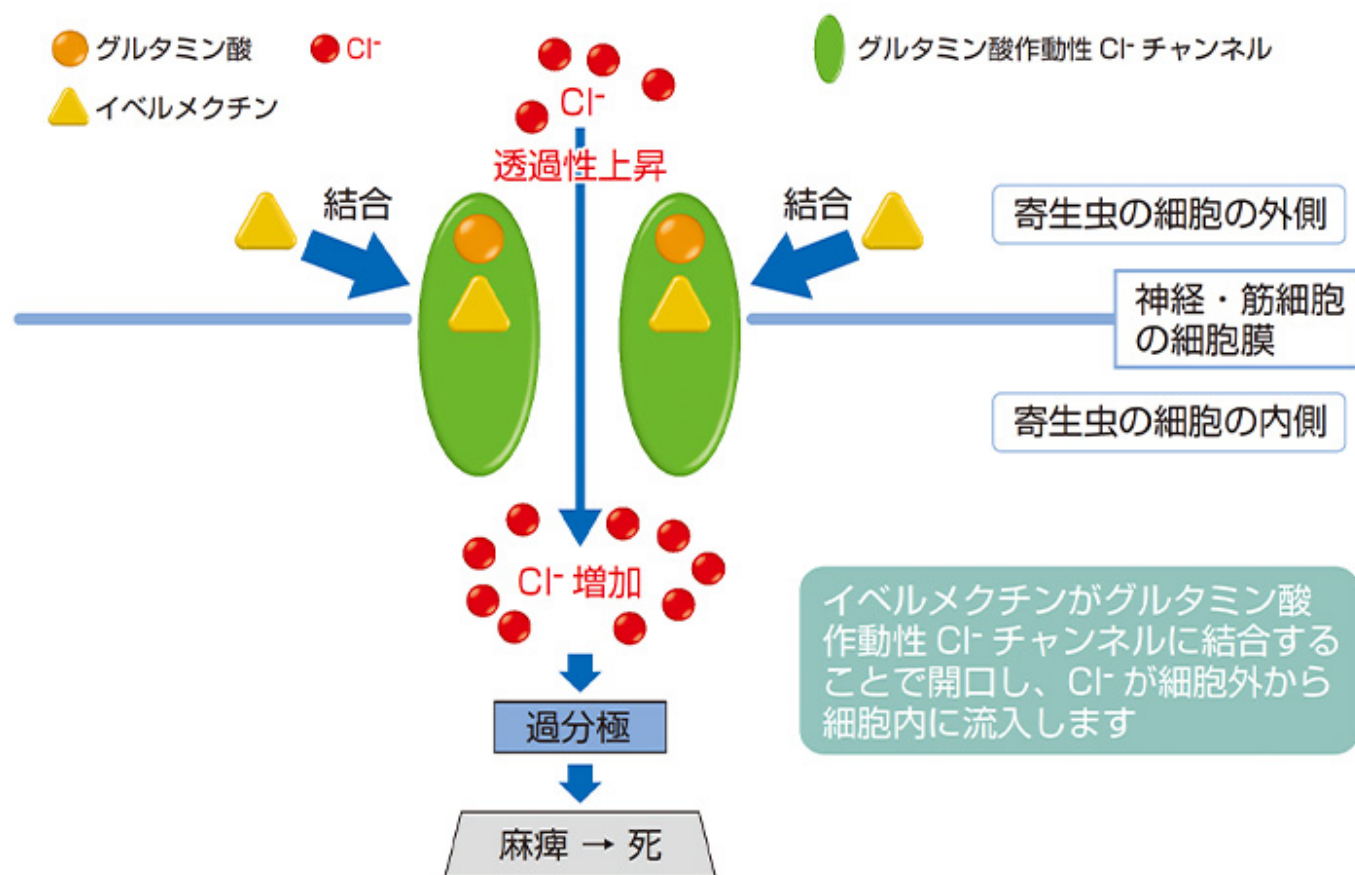 グルタミン酸
Cl⁻
グルタミン酸作動性 Cl⁻ チャンネル
イベルメクチン
Cl⁻
透過性上昇
結合
結合
寄生虫の細胞の外側
神経・筋細胞
の細胞膜
寄生虫の細胞の内側
Cl⁻ 増加
イベルメクチンがグルタミン酸
作動性 Cl⁻ チャンネルに結合する
ことで開口し、Cl⁻ が細胞外から
細胞内に流入します
過分極
麻痺 → 死